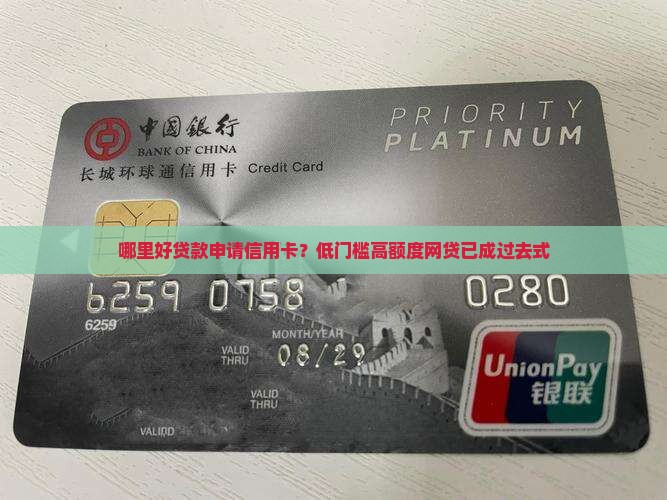 中国银行
BANK OF CHINA
长城环球通信用卡 Credit Card
PRIORITY
PLATINUM
哪里好贷款申请信用卡？低门槛高额度网贷已成过去式
6259 0758 0280
6259
MONTH/YEAR
VALID
THRU
08/29
VALID
THRU
UnionPay
银联